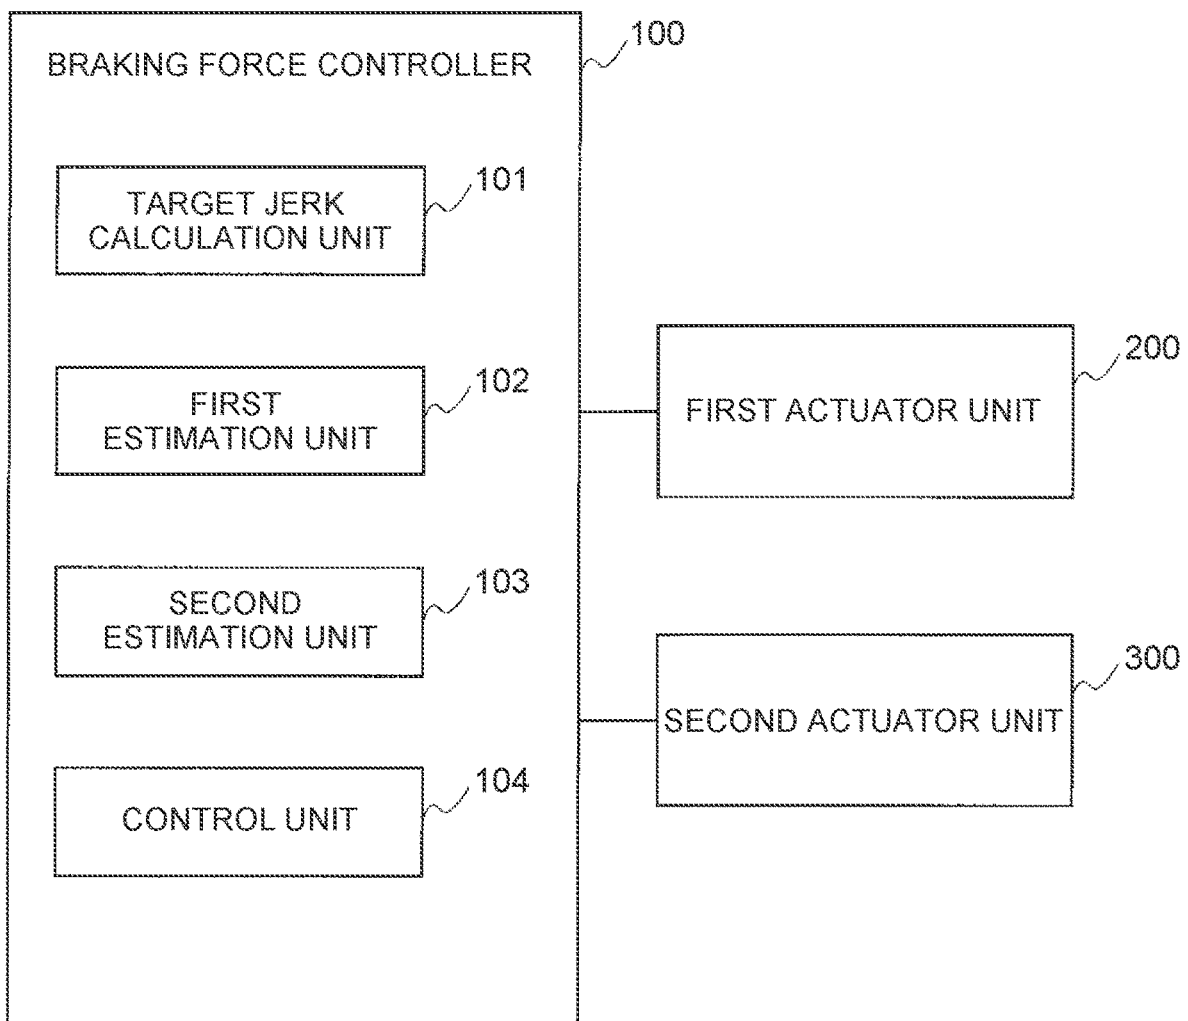 BRAKING FORCE CONTROLLER
100
TARGET JERK
CALCULATION UNIT
101
FIRST
ESTIMATION UNIT
102
SECOND
ESTIMATION UNIT
103
CONTROL UNIT
104
FIRST ACTUATOR UNIT
200
SECOND ACTUATOR UNIT
300